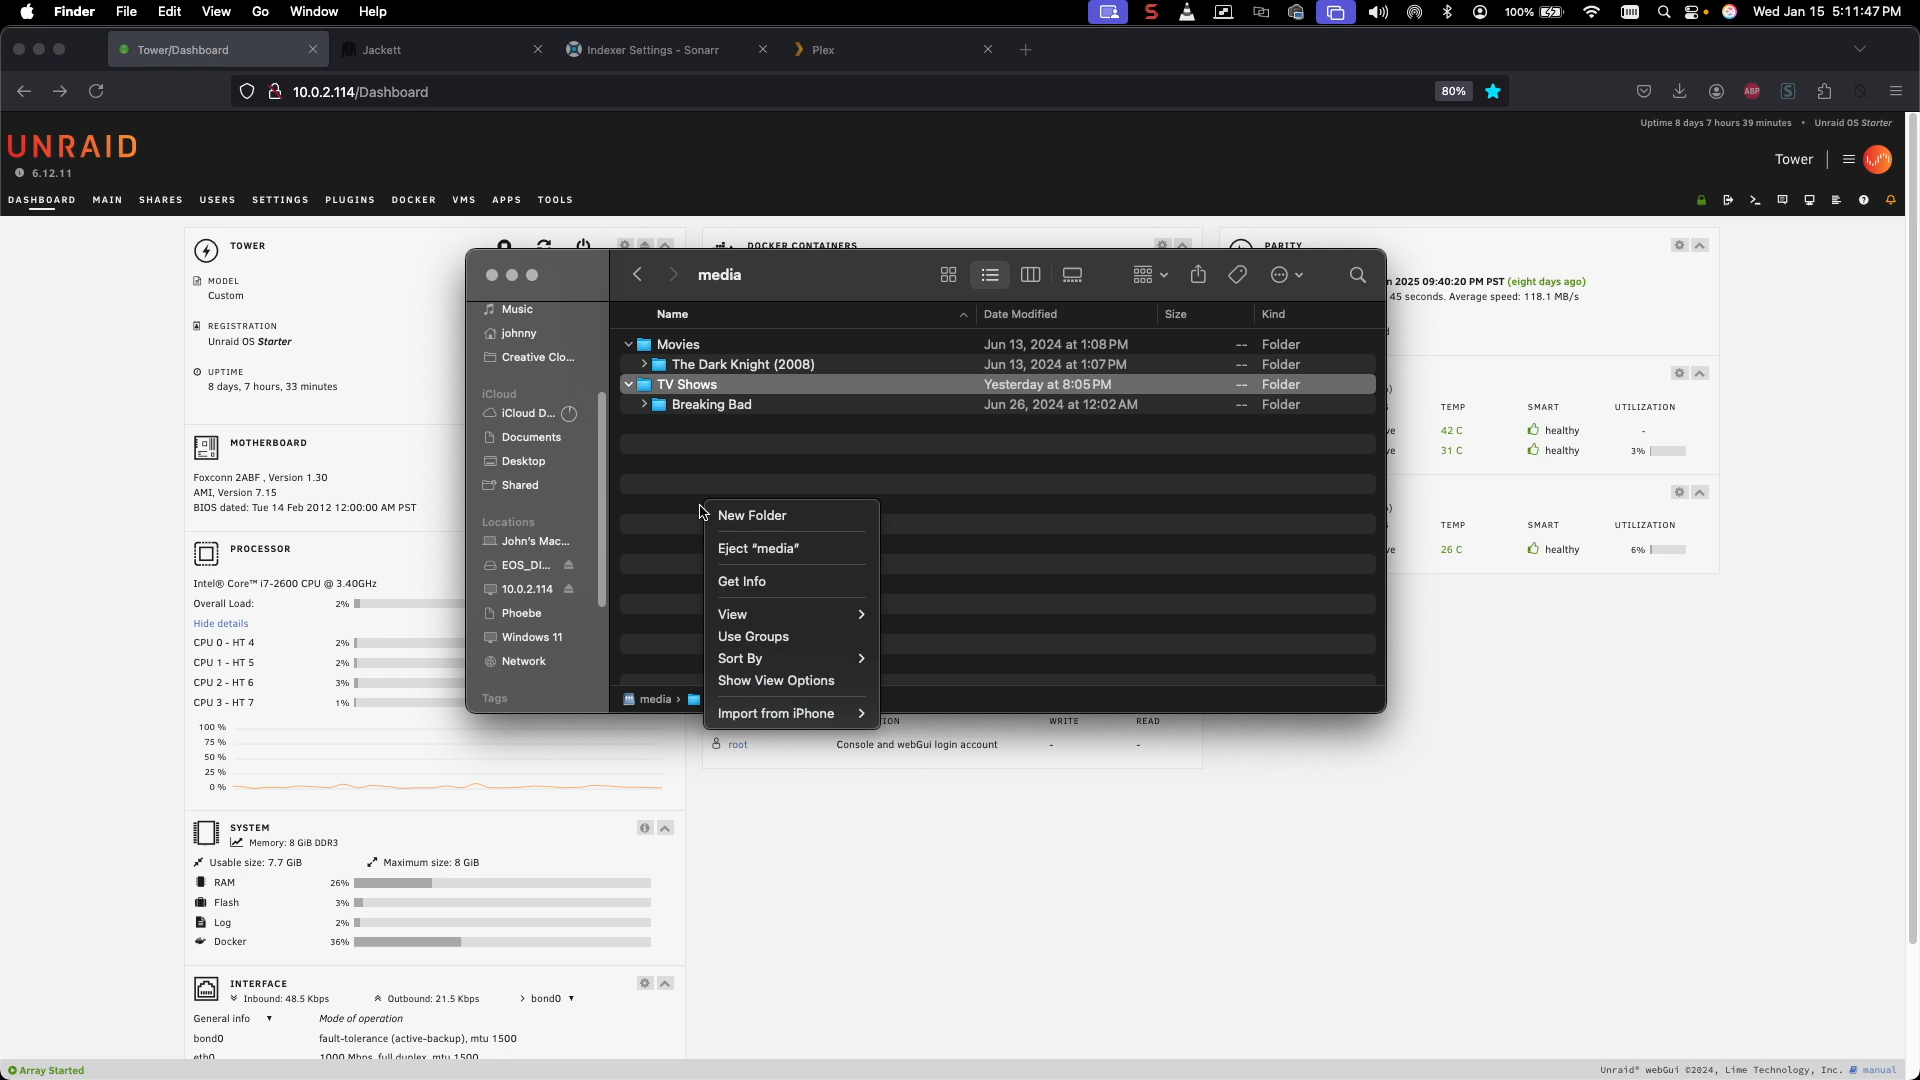 Finder File Edit View Go Window Help
100% Wed Jan 15 5:11:47 PM
Tower/Dashboard Jackett Indexer Settings - Sonarr Plex
10.0.2.114/Dashboard 80%
Uptime 8 days 7 hours 39 minutes • Unraid OS Starter
UNRAID
6.12.11
Tower
DASHBOARD MAIN SHARES USERS SETTINGS PLUGINS DOCKER VMS APPS TOOLS
TOWER
MODEL
Custom
REGISTRATION
Unraid OS Starter
UPTIME
8 days, 7 hours, 33 minutes
MOTHERBOARD
Foxconn 2ABF , Version 1.30
AMI, Version 7.15
BIOS dated: Tue 14 Feb 2012 12:00:00 AM PST
PROCESSOR
Intel® Core™ i7-2600 CPU @ 3.40GHz
Overall Load: 2%
Hide details
CPU 0 - HT 4 2%
CPU 1 - HT 5 2%
CPU 2 - HT 6 3%
CPU 3 - HT 7 1%
100 %
75 %
50 %
25 %
0 %
SYSTEM
Memory: 8 GiB DDR3
Usable size: 7.7 GiB Maximum size: 8 GiB
RAM 26%
Flash 3%
Log 2%
Docker 36%
INTERFACE
Inbound: 48.5 Kbps Outbound: 21.5 Kbps bond0
General info Mode of operation
bond0 fault-tolerance (active-backup), mtu 1500
eth0 1000 Mbps, full duplex, mtu 1500
DOCKER CONTAINERS
media
Music
johnny
Creative Clo...
iCloud
iCloud D...
Documents
Desktop
Shared
Locations
John's Mac...
EOS_DI...
10.0.2.114
Phoebe
Windows 11
Network
Tags
Name Date Modified Size Kind
Movies Jun 13, 2024 at 1:08 PM -- Folder
The Dark Knight (2008) Jun 13, 2024 at 1:07 PM -- Folder
TV Shows Yesterday at 8:05 PM -- Folder
Breaking Bad Jun 26, 2024 at 12:02 AM -- Folder
New Folder
Eject “media”
Get Info
View
Use Groups
Sort By
Show View Options
Import from iPhone
media ›
WRITE READ
root Console and webGui login account - -
PARITY
2025 09:40:20 PM PST (eight days ago)
45 seconds. Average speed: 118.1 MB/s
TEMP SMART UTILIZATION
42 C healthy -
31 C healthy 3%
TEMP SMART UTILIZATION
26 C healthy 6%
Array Started
Unraid® webGui ©2024, Lime Technology, Inc. manual